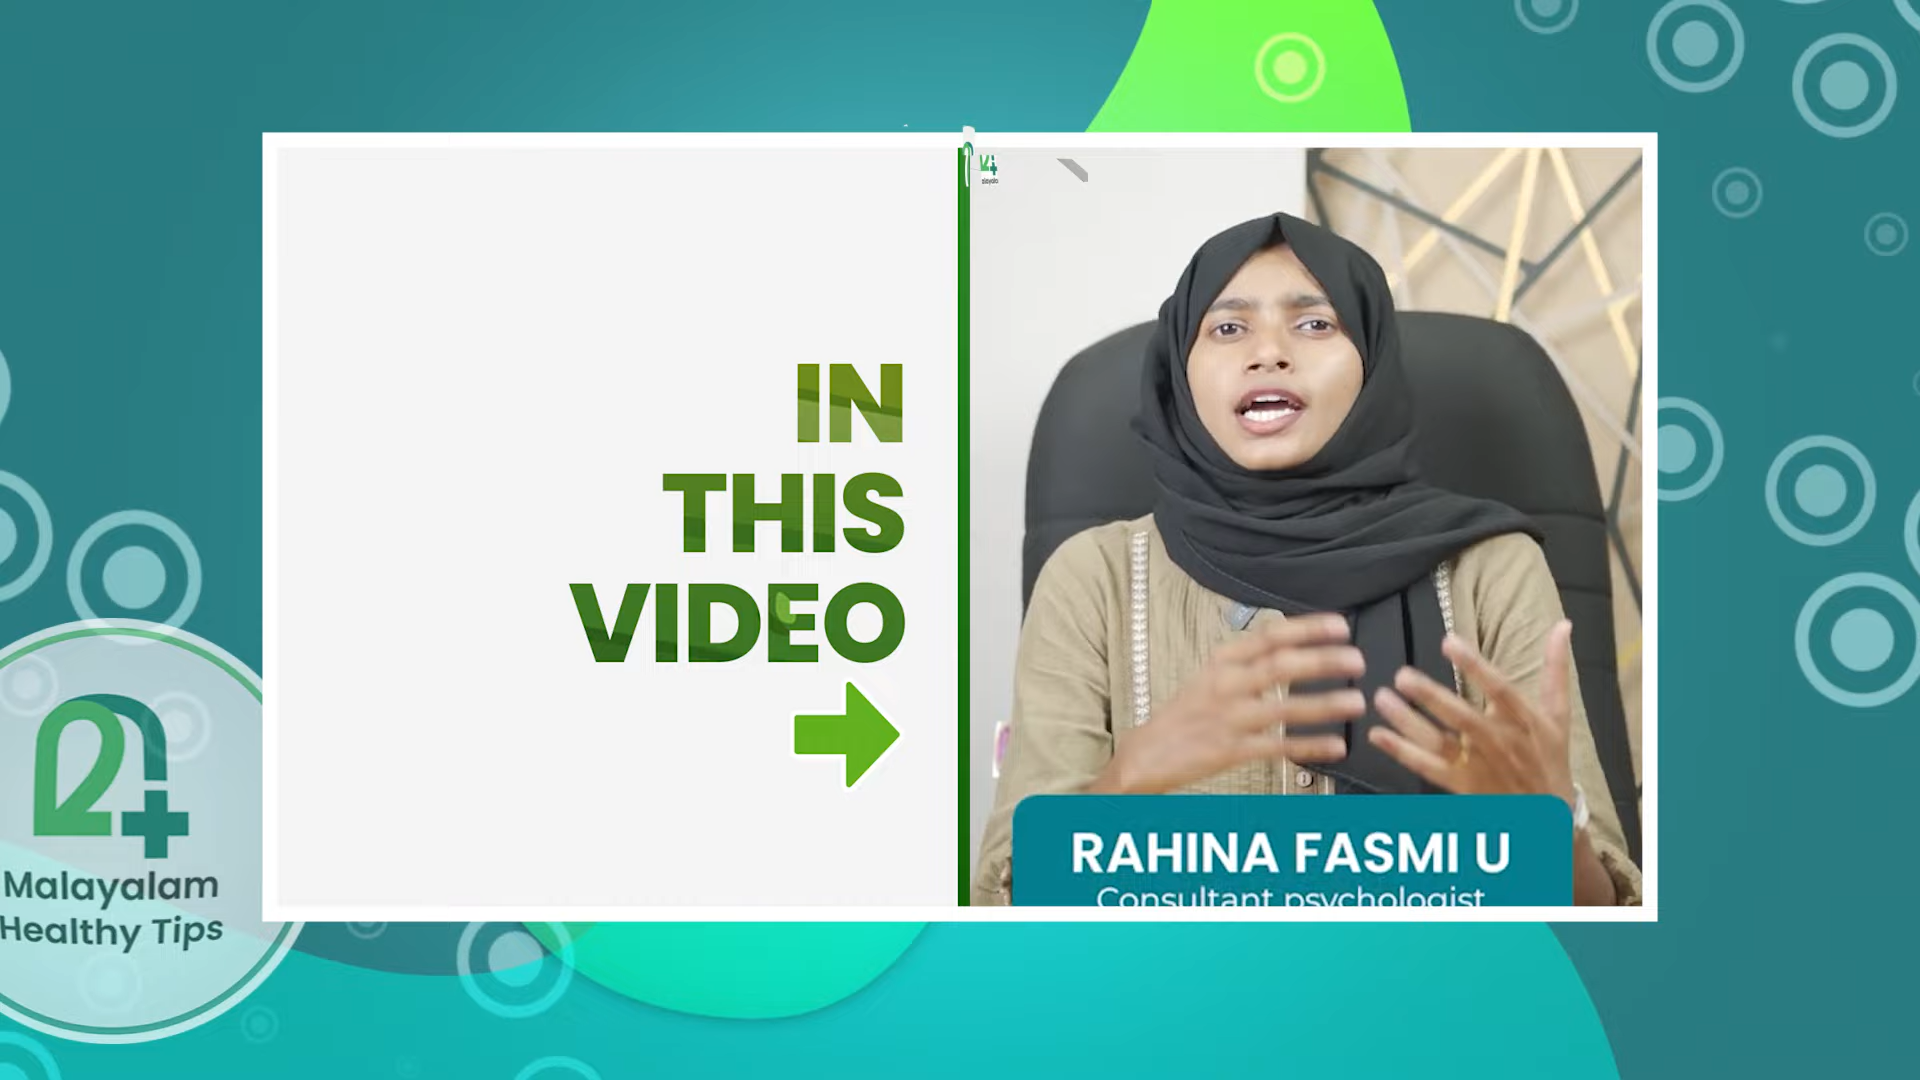 IN
THIS
VIDEO
RAHINA FASMI U
Consultant psychologist
Malayalam
Healthy Tips